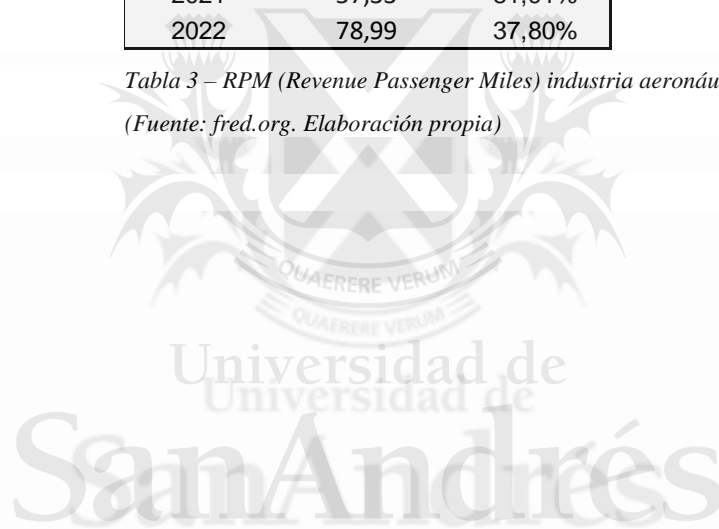 2022 78,99 37,80%
Tabla 3 – RPM (Revenue Passenger Miles) industria
(Fuente: fred.org. Elaboración propia)
QUAERERE VERUM
QUAERERE VERUM
Universidad de
Universidad de
SanAndrés
SanAndrés